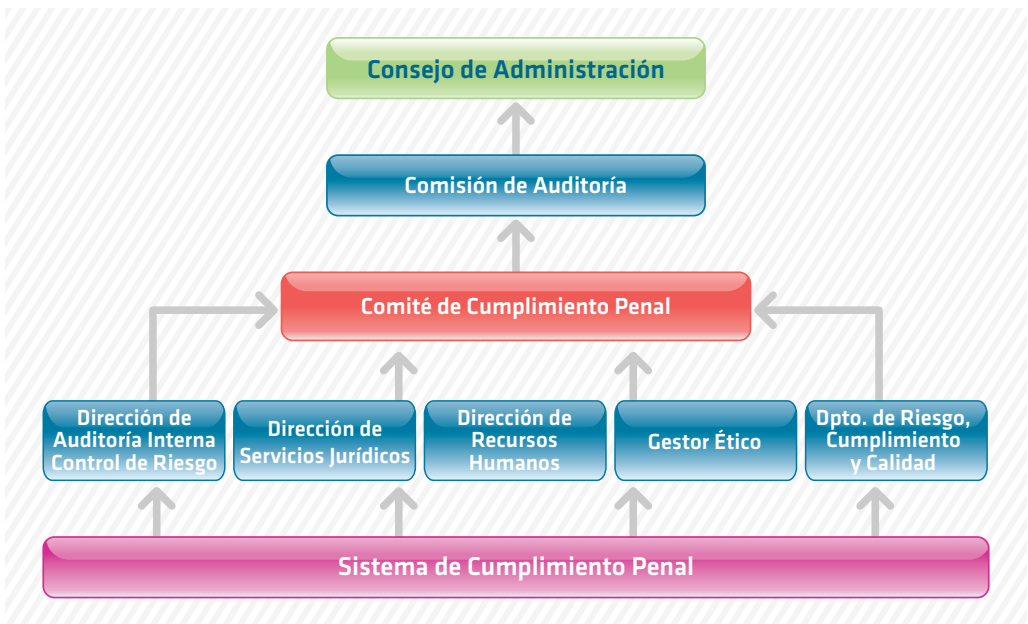 Consejo de Administración
Comisión de Auditoría
Comité de Cumplimiento Penal
Dirección de
Auditoría Interna
Control de Riesgo
Dirección de
Servicios Jurídicos
Dirección de
Recursos
Humanos
Gestor Ético
Dpto. de Riesgo,
Cumplimiento
y Calidad
Sistema de Cumplimiento Penal